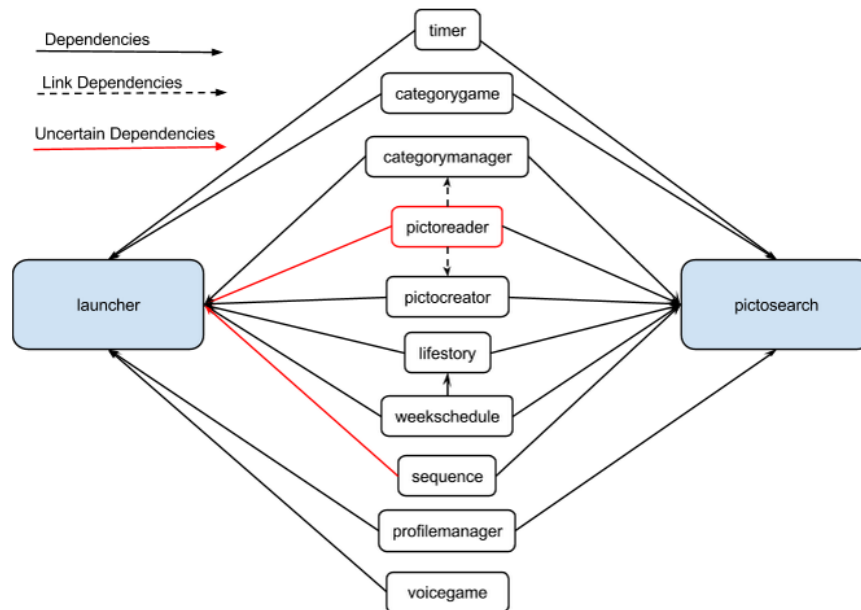 timer
Dependencies
Link Dependencies
categorygame
Uncertain Dependencies
categorymanager
pictoreader
launcher
pictocreator
pictosearch
lifestory
weekschedule
sequence
profilemanager
voicegame